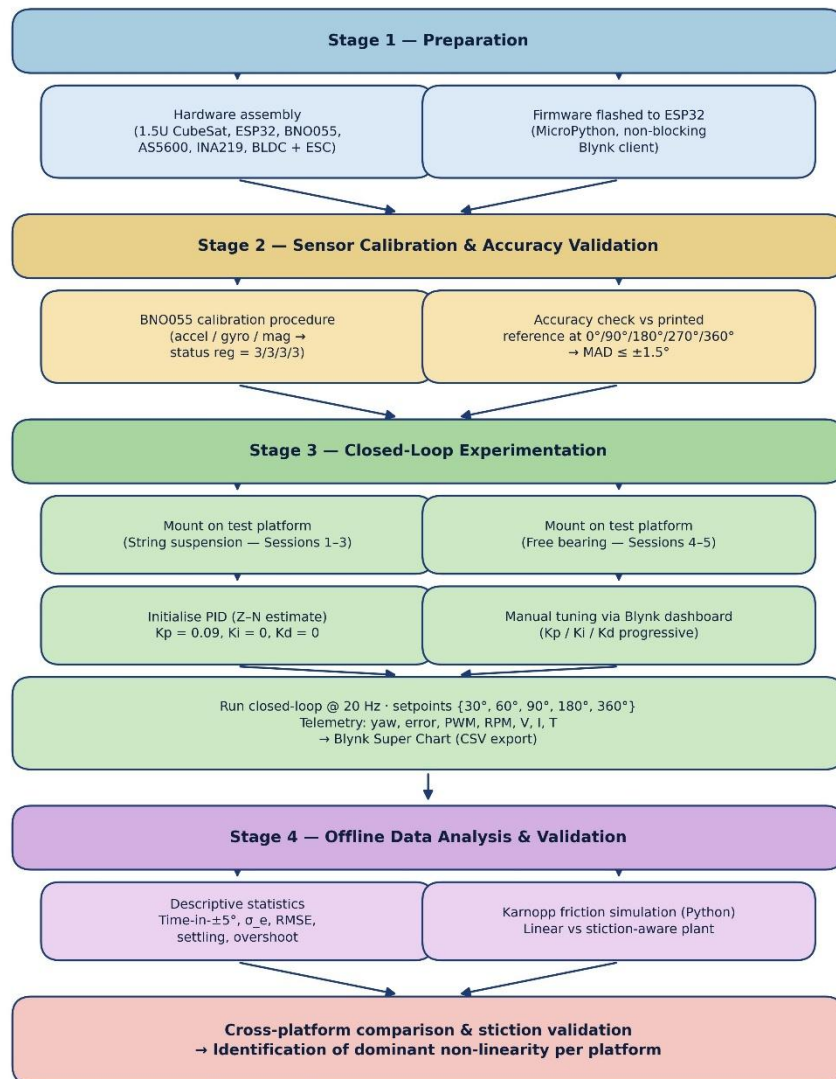 Stage 1 — Preparation
Hardware assembly
(1.5U CubeSat, ESP32, BNO055,
AS5600, INA219, BLDC + ESC)
Firmware flashed to ESP32
(MicroPython, non-blocking
Blynk client)
Stage 2 — Sensor Calibration & Accuracy Validation
BNO055 calibration procedure
(accel / gyro / mag →
status reg = 3/3/3/3)
Accuracy check vs printed
reference at 0°/90°/180°/270°/360°
→ MAD ≤ ±1.5°
Stage 3 — Closed-Loop Experimentation
Mount on test platform
(String suspension — Sessions 1–3)
Mount on test platform
(Free bearing — Sessions 4–5)
Initialise PID (Z–N estimate)
Kp = 0.09, Ki = 0, Kd = 0
Manual tuning via Blynk dashboard
(Kp / Ki / Kd progressive)
Run closed-loop @ 20 Hz · setpoints {30°, 60°, 90°, 180°, 360°}
Telemetry: yaw, error, PWM, RPM, V, I, T
→ Blynk Super Chart (CSV export)
Stage 4 — Offline Data Analysis & Validation
Descriptive statistics
Time-in-±5°, σ_e, RMSE,
settling, overshoot
Karnopp friction simulation (Python)
Linear vs stiction-aware plant
Cross-platform comparison & stiction validation
→ Identification of dominant non-linearity per platform